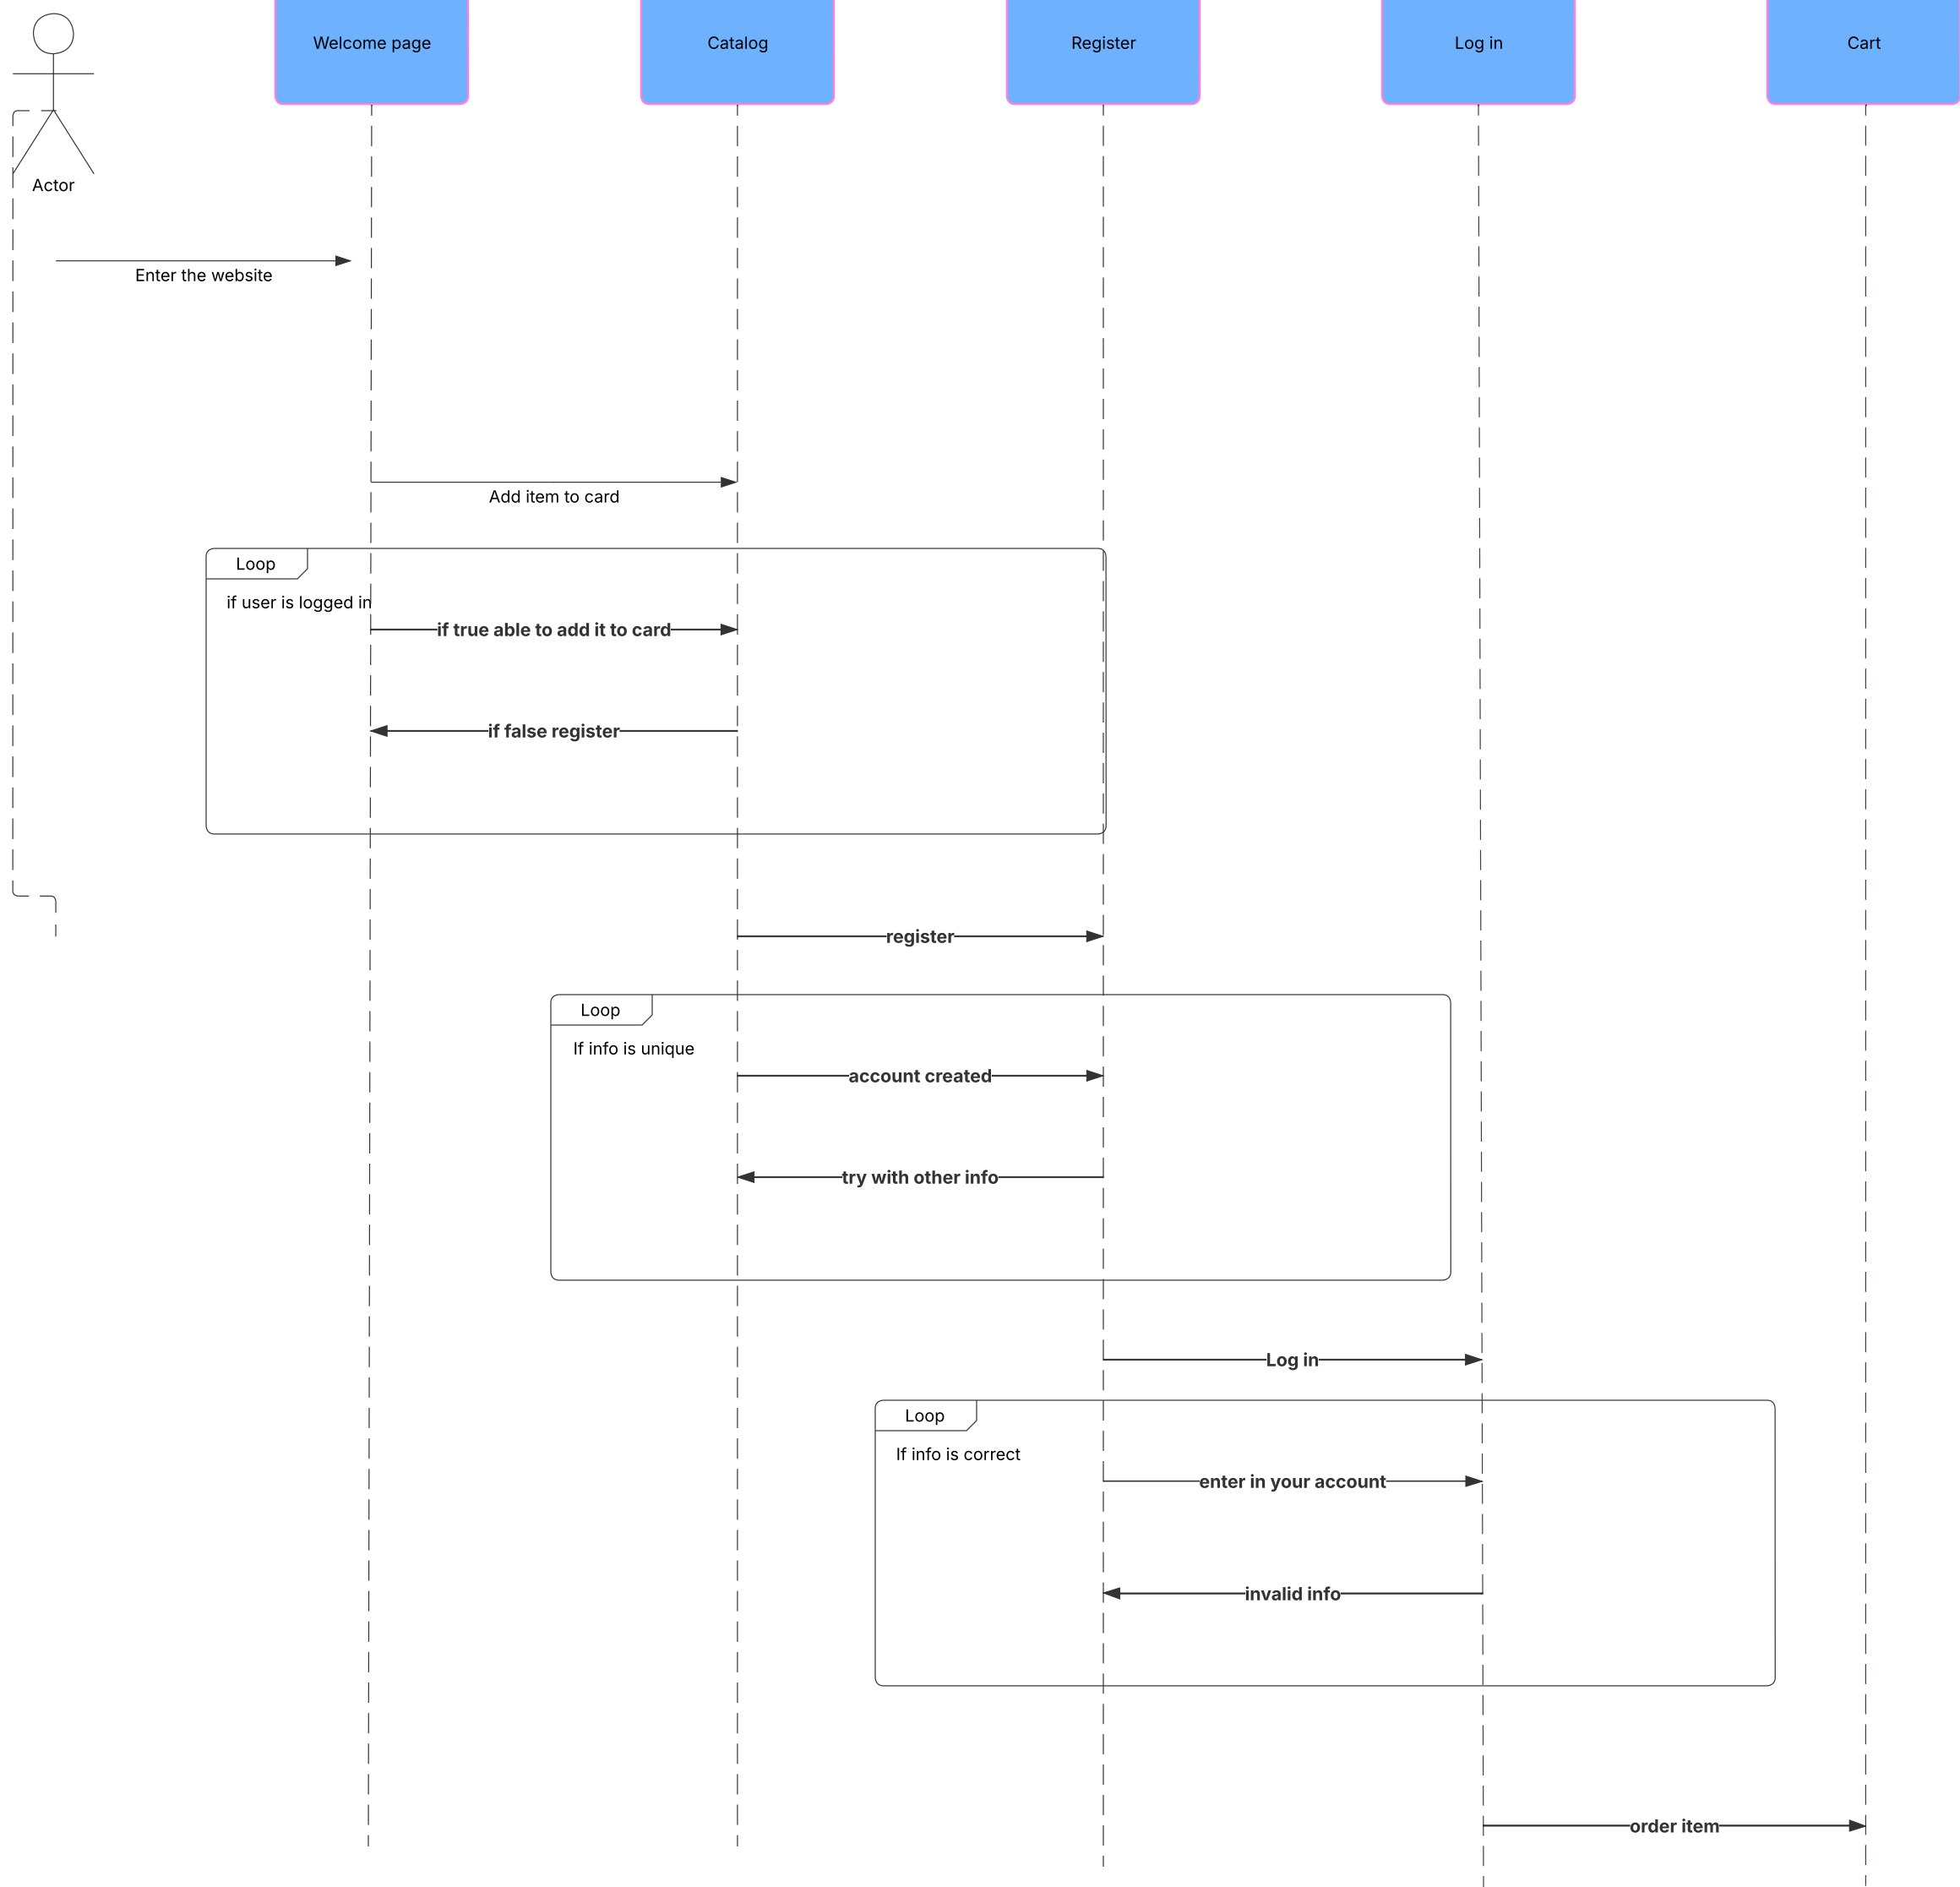 Welcome page
Catalog
Register
Log in
Cart
Actor
Enter the website
Add item to card
Loop
if user is logged in
if true able to add it to card
if false register
register
Loop
If info is unique
account created
try with other info
Log in
Loop
If info is correct
enter in your account
invalid info
order item